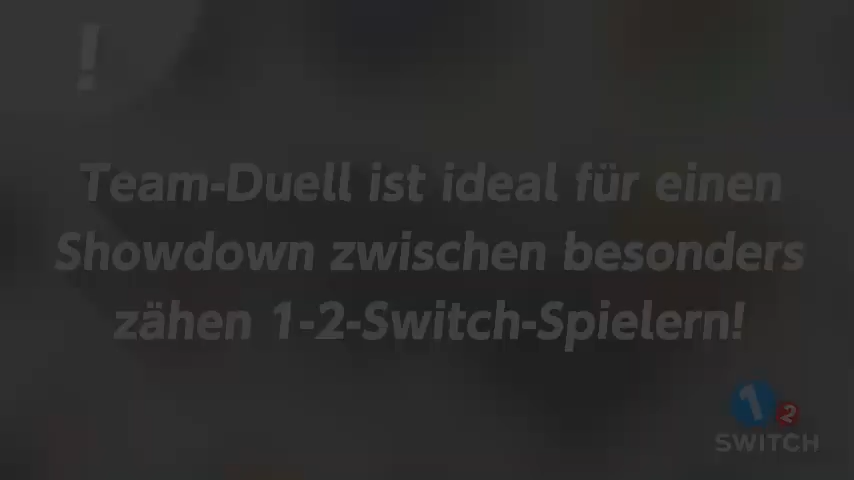 !
Team-Duell ist ideal für einen
Showdown zwischen besonders
zähen 1-2-Switch-Spielern!
1 2
SWITCH